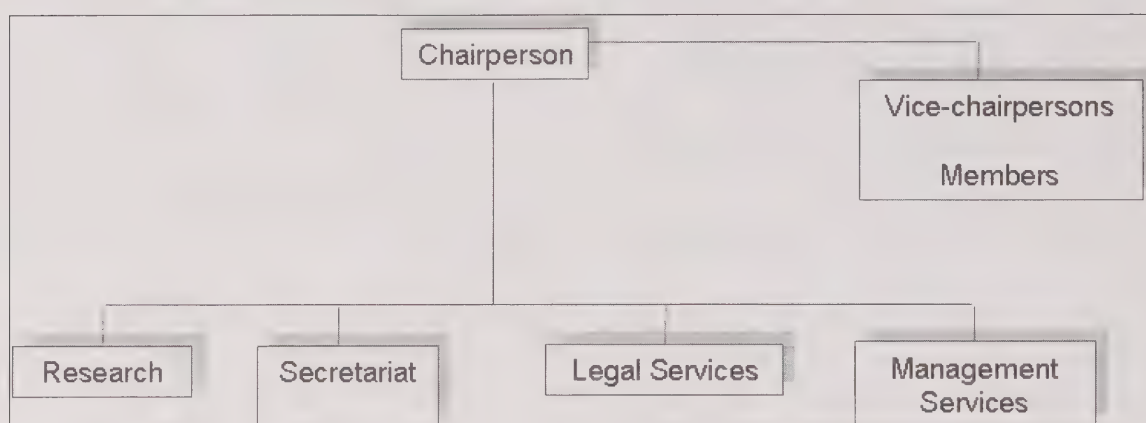 Chairperson
Vice-chairpersons
Members
Research
Secretariat
Legal Services
Management
Services